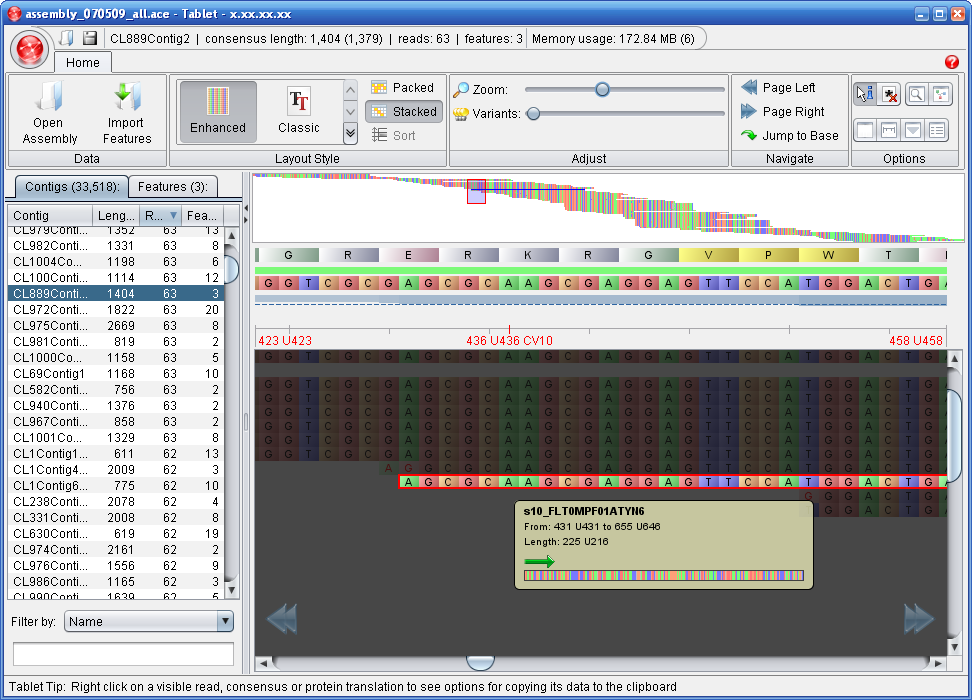 assembly_070509_all.ace - Tablet - x.xx.xx.xx
CL889Contig2 | consensus length: 1,404 (1,379) | reads: 63 | features: 3 | Memory usage: 172.84 MB (6)
Home
Open Assembly
Import Features
Data
Enhanced
Classic
Packed
Stacked
Sort
Layout Style
Zoom:
Variants:
Adjust
Page Left
Page Right
Jump to Base
Navigate
Options
Contigs (33,518):
Features (3):
Contig Leng... R... Fea...
CL979Conti... 1352 63 13
CL982Conti... 1331 63 8
CL1004Co... 1198 63 6
CL100Conti... 1114 63 12
CL889Conti... 1404 63 3
CL972Conti... 1822 63 20
CL975Conti... 2669 63 8
CL981Conti... 819 63 2
CL1000Co... 1158 63 5
CL69Contig1 1168 63 10
CL582Conti... 756 63 2
CL940Conti... 1376 63 2
CL967Conti... 858 63 2
CL1001Co... 1329 63 8
CL1Contig1... 611 62 13
CL1Contig4... 2009 62 3
CL1Contig6... 775 62 10
CL238Conti... 2078 62 4
CL331Conti... 2008 62 8
CL630Conti... 619 62 19
CL974Conti... 2161 62 2
CL976Conti... 1556 62 9
CL986Conti... 1165 62 3
CL990Conti... 1639 62 5
Filter by: Name
G R E R K R G V P W T
G G T C G C G A G C G C A A G C G A G G A G T T C C A T G G A C T G A
423 U423
436 U436 CV10
458 U458
G G T C G C G A G C G C A A G C G A G G A G T T C C A T G G A C T G A
G G T C G C G A G C G C A A G C G A G G A G T T C C A T G G A C T G A
G G T C G C G A G C G C A A G C G A G G A G T T C C A T G G A C T G A
G G T C G C G A G C G C A A G C G A G G A G T T C C A T G G A C T G A
G G T C G C G A G C G C A A G C G A G G A G T T C C A T G G A C T G A
A G G C G C A A G C G A G G A G T T C C A T G G A C T G A
A G C G C A A G C G A G G A G T T C C A T G G A C T G A
G G G A C T G A
G G A C T G A
s10_FLT0MPF01ATYN6
From: 431 U431 to 655 U646
Length: 225 U216
Tablet Tip: Right click on a visible read, consensus or protein translation to see options for copying its data to the clipboard